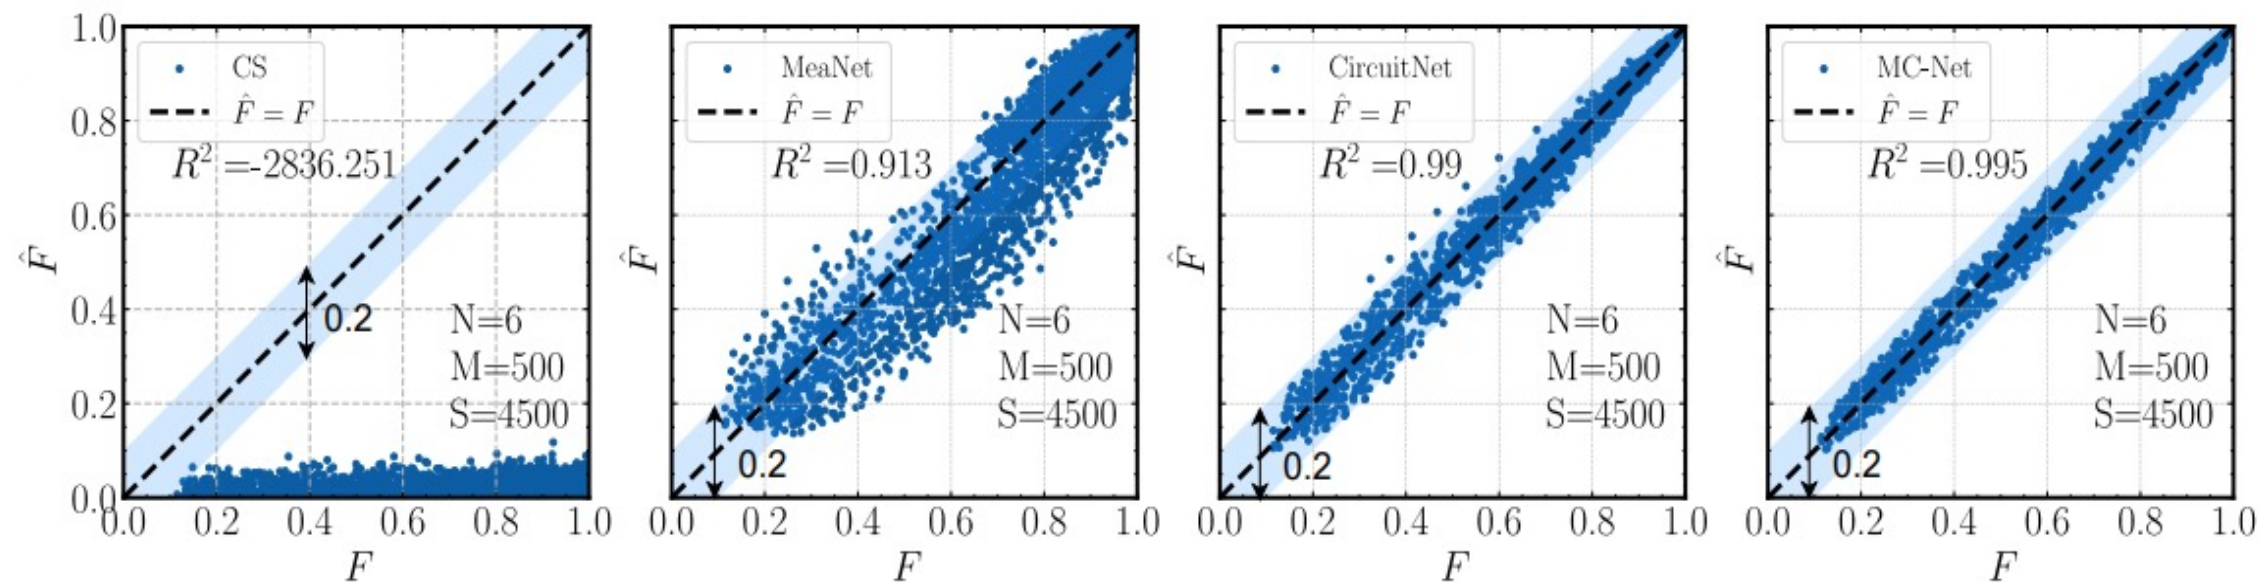 1.0
0.8
0.6
0.4
0.2
0.0
F̂
CS
F̂ = F
R² =-2836.251
0.2
N=6
M=500
S=4500
0.0 0.2 0.4 0.6 0.8 1.0
F
F̂
MeaNet
F̂ = F
R² =0.913
N=6
M=500
S=4500
0.2
0.0 0.2 0.4 0.6 0.8 1.0
F
F̂
CircuitNet
F̂ = F
R² =0.99
N=6
M=500
S=4500
0.2
0.0 0.2 0.4 0.6 0.8 1.0
F
F̂
MC-Net
F̂ = F
R² =0.995
N=6
M=500
S=4500
0.2
0.0 0.2 0.4 0.6 0.8 1.0
F